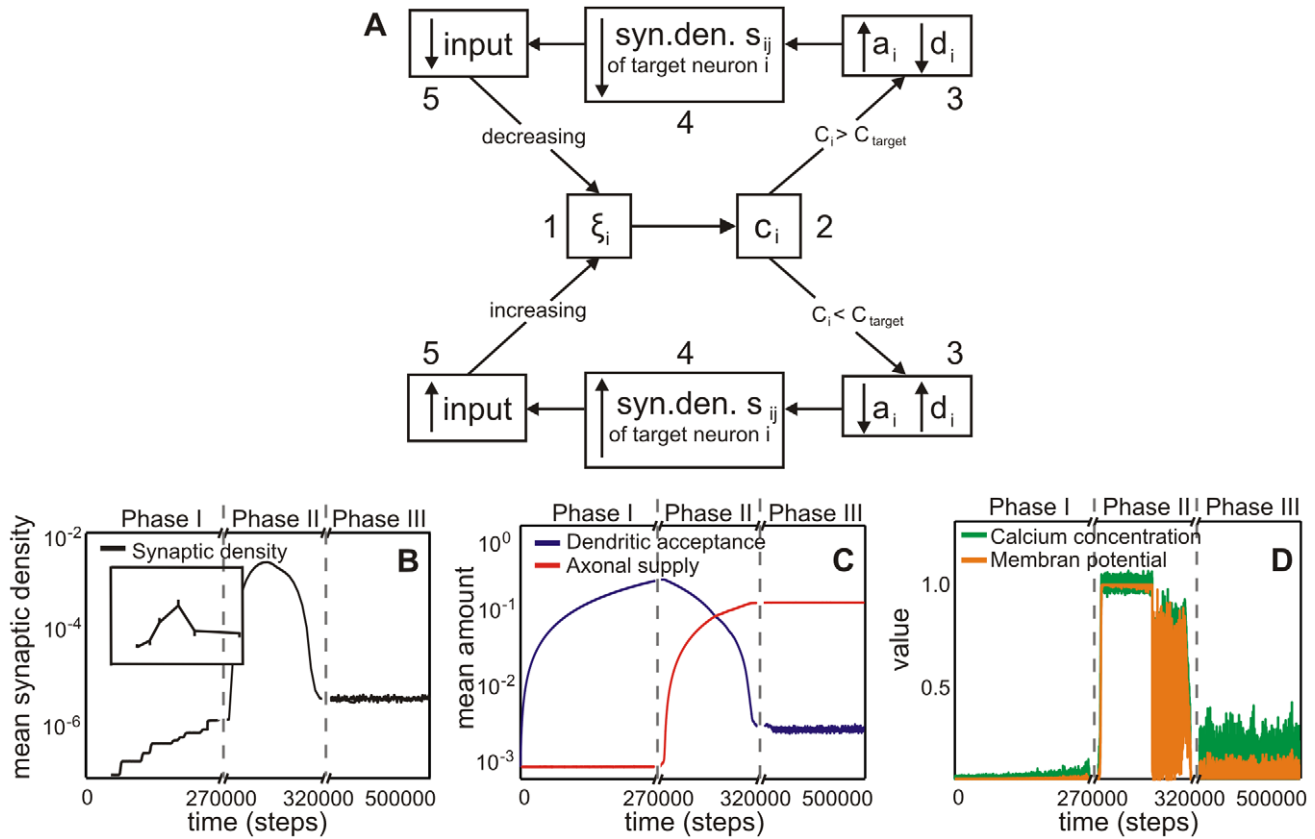 A
↓ input
5
↓ syn.den. s ij
of target neuron i
4
↑ a i ↓ d i
3
decreasing
C i > C target
1
ξ i
c i
2
increasing
C i < C target
5
↑ input
4
↑ syn.den. s ij
of target neuron i
3
↓ a i ↑ d i
B
Phase I Phase II Phase III
Synaptic density
mean synaptic density
10^-2
10^-4
10^-6
0 270000 320000 500000
time (steps)
C
Phase I Phase II Phase III
Dendritic acceptance
Axonal supply
mean amount
10^0
10^-1
10^-2
10^-3
0 270000 320000 500000
time (steps)
D
Phase I Phase II Phase III
Calcium concentration
Membran potential
value
1.0
0.5
0 270000 320000 500000
time (steps)